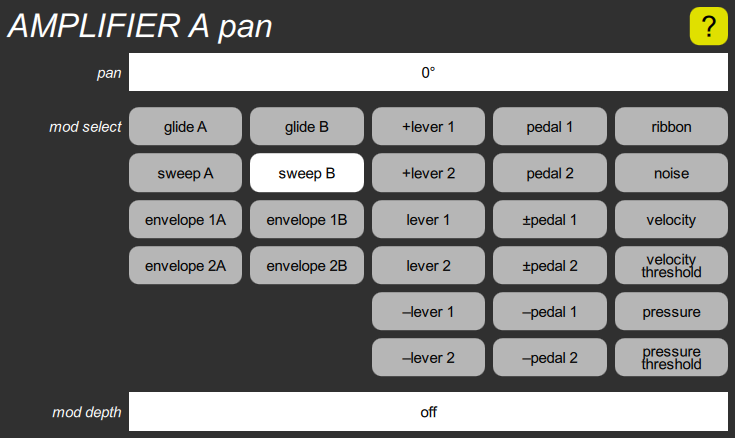 AMPLIFIER A pan ?
pan 0°
mod select glide A glide B +lever 1 pedal 1 ribbon
sweep A sweep B +lever 2 pedal 2 noise
envelope 1A envelope 1B lever 1 ±pedal 1 velocity
envelope 2A envelope 2B lever 2 ±pedal 2 velocity
threshold
–lever 1 –pedal 1 pressure
–lever 2 –pedal 2 pressure
threshold
mod depth off